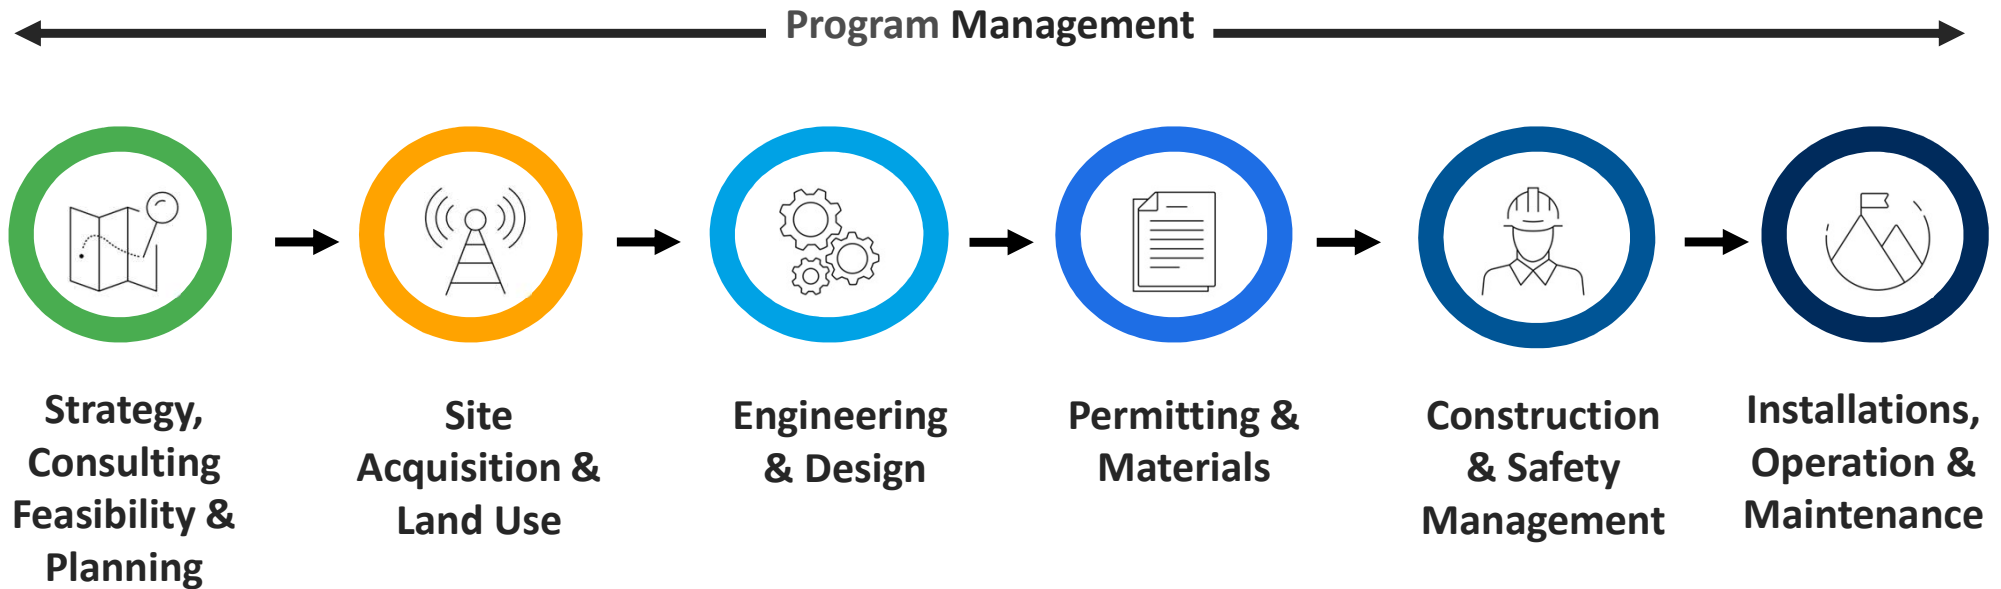 Program Management
Strategy,
Consulting
Feasibility &
Planning
Site
Acquisition &
Land Use
Engineering
& Design
Permitting &
Materials
Construction
& Safety
Management
Installations,
Operation &
Maintenance